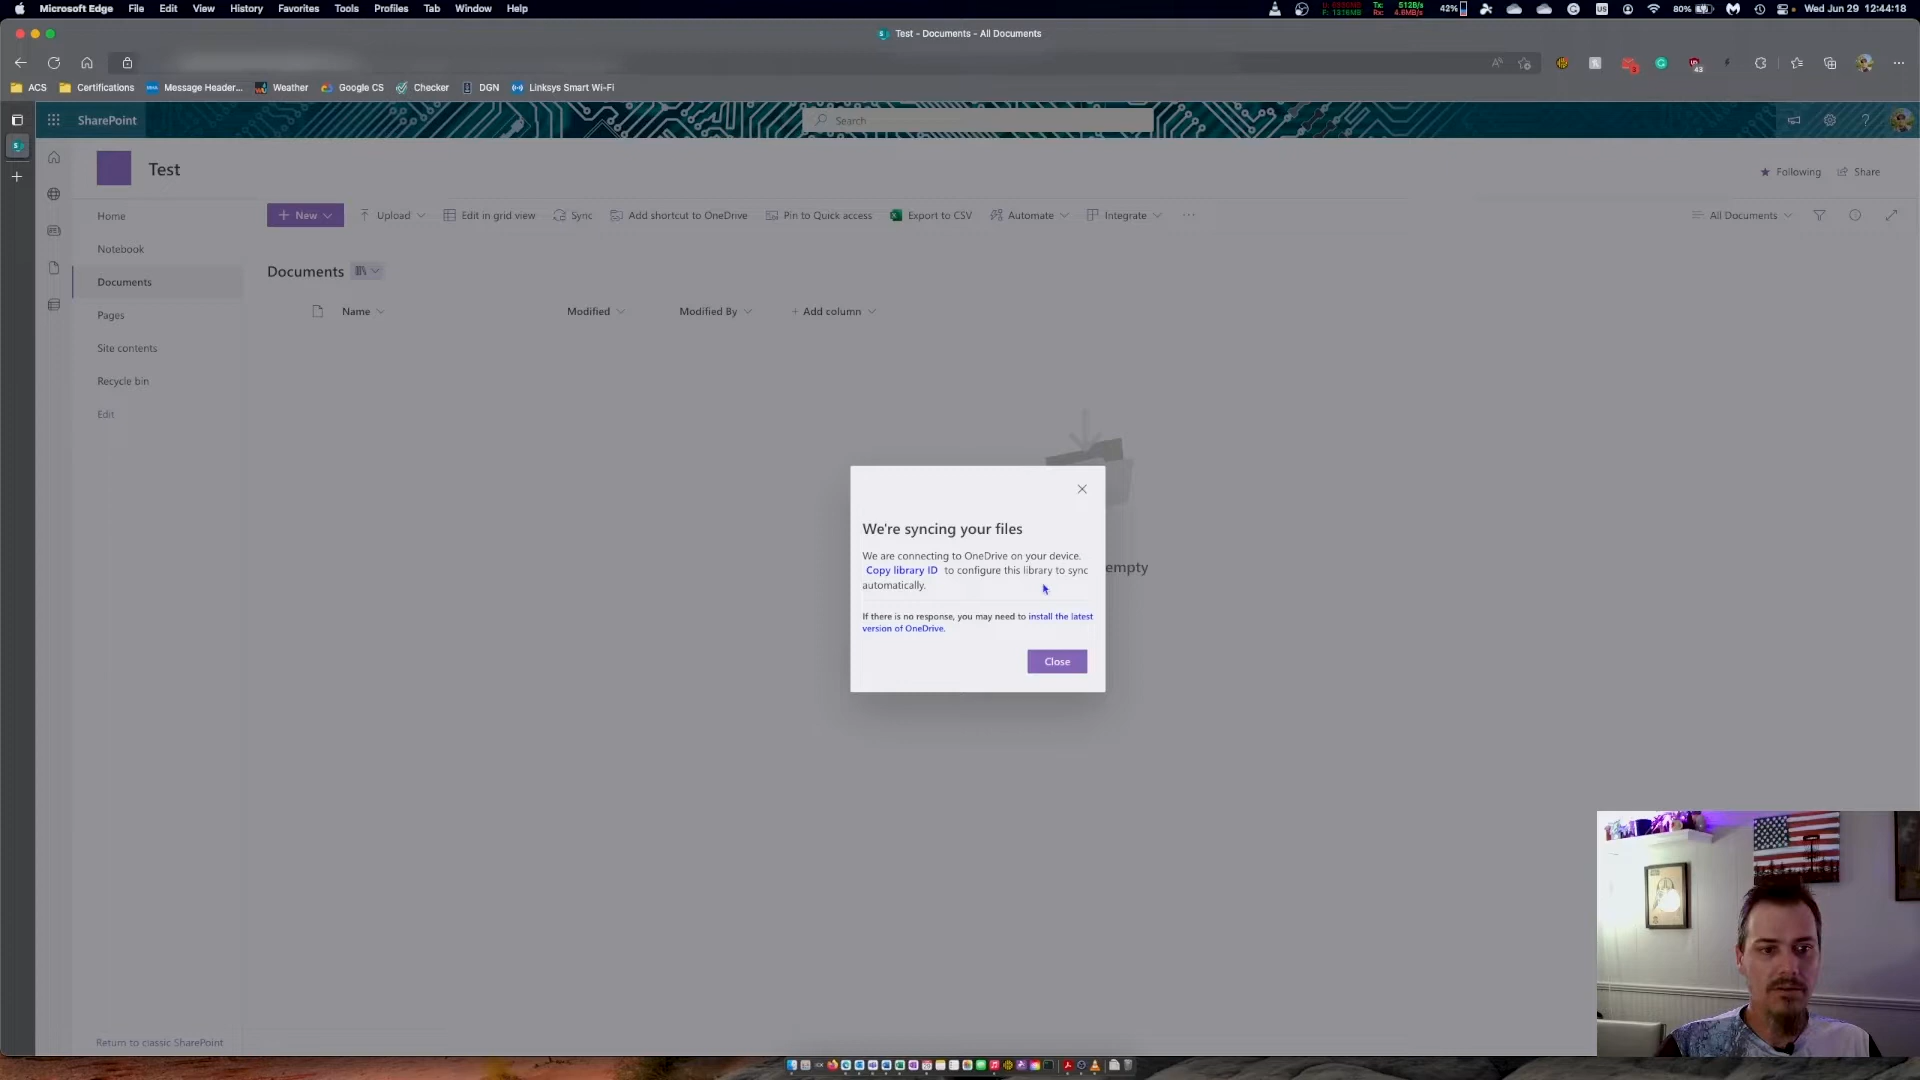 Microsoft Edge File Edit View History Favorites Tools Profiles Tab Window Help
42% 80% Wed Jun 29 12:44:18
Test - Documents - All Documents
ACS Certifications Message Header... Weather Google CS Checker DGN Linksys Smart Wi-Fi
43
SharePoint Search
Test
Following Share
Home
New Upload Edit in grid view Sync Add shortcut to OneDrive Pin to Quick access Export to CSV Automate Integrate ... All Documents
Notebook
Documents
Documents
Name Modified Modified By + Add column
Pages
Site contents
Recycle bin
Edit
We're syncing your files
We are connecting to OneDrive on your device.
Copy library ID to configure this library to sync
automatically.
empty
If there is no response, you may need to install the latest
version of OneDrive.
Close
Return to classic SharePoint